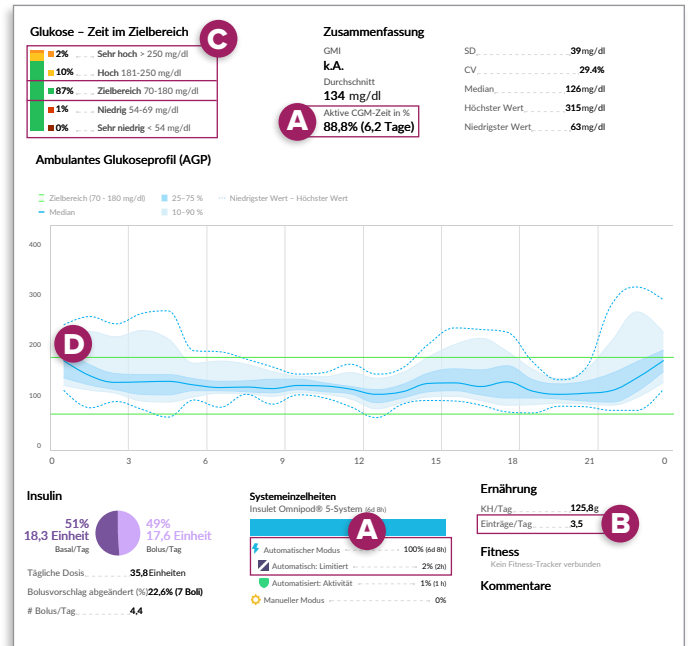 Glukose – Zeit im Zielbereich
C
2% Sehr hoch > 250 mg/dl
10% Hoch 181-250 mg/dl
87% Zielbereich 70-180 mg/dl
1% Niedrig 54-69 mg/dl
0% Sehr niedrig < 54 mg/dl
Zusammenfassung
GMI
k.A.
Durchschnitt
134 mg/dl
A
Aktive CGM-Zeit in %
88,8% (6,2 Tage)
SD 39mg/dl
CV 29.4%
Median 126mg/dl
Höchster Wert 315mg/dl
Niedrigster Wert 63mg/dl
Ambulantes Glukoseprofil (AGP)
Zielbereich (70 - 180 mg/dl) 25–75 % Niedrigster Wert – Höchster Wert
Median 10–90 %
400
300
200
D
100
0
0 3 6 9 12 15 18 21 0
Insulin
51%
18,3 Einheit
Basal/Tag
49%
17,6 Einheit
Bolus/Tag
Tägliche Dosis 35,8Einheiten
Bolusvorschlag abgeändert (%)22,6% (7 Boli)
# Bolus/Tag 4,4
Systemeinzelheiten
Insulet Omnipod® 5-System (6d 8h)
A
Automatischer Modus 100% (6d 8h)
Automatisch: Limitiert 2% (2h)
Automatisiert: Aktivität 1% (1 h)
Manueller Modus 0%
Ernährung
KH/Tag 125,8g
Einträge/Tag 3,5
B
Fitness
Kein Fitness-Tracker verbunden
Kommentare